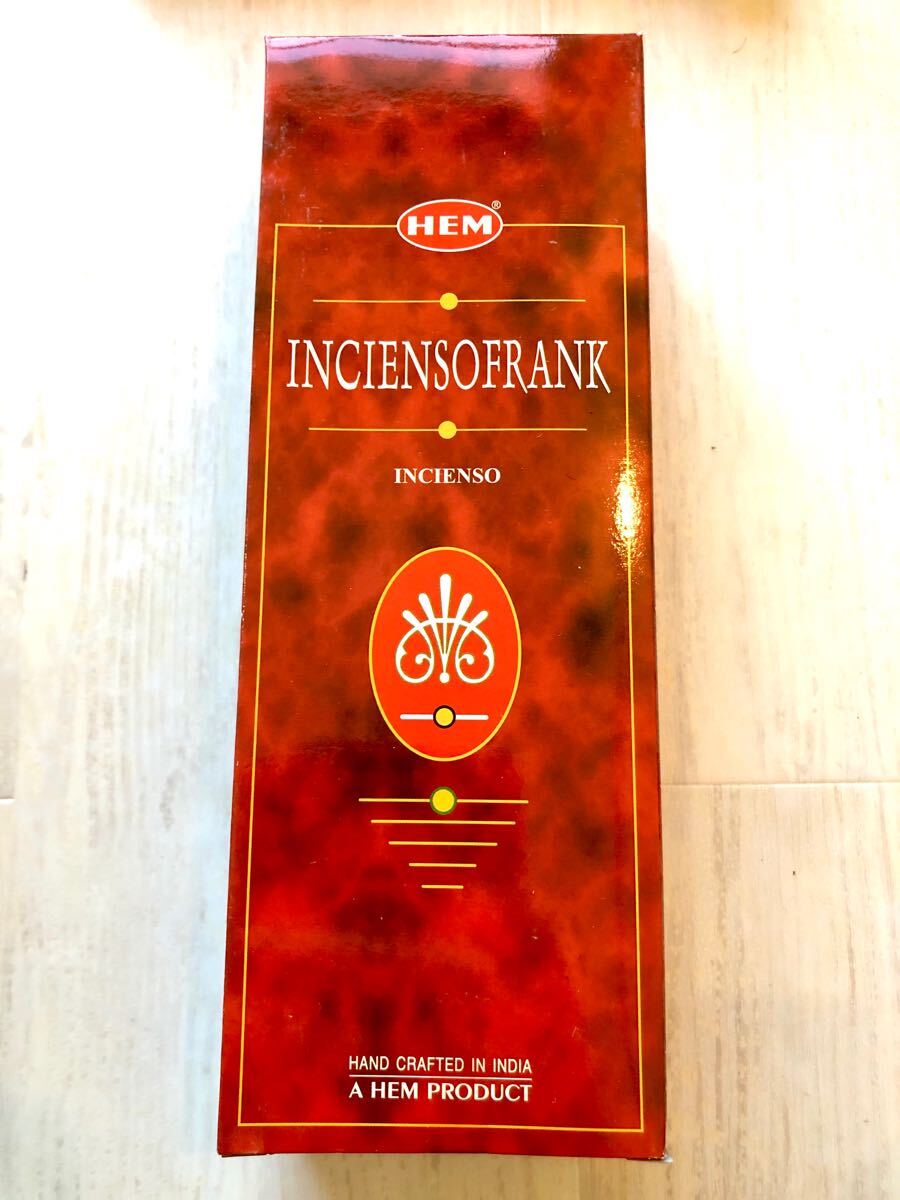 HEM®
INCIENSOFRANK
INCIENSO
HAND CRAFTED IN INDIA
A HEM PRODUCT